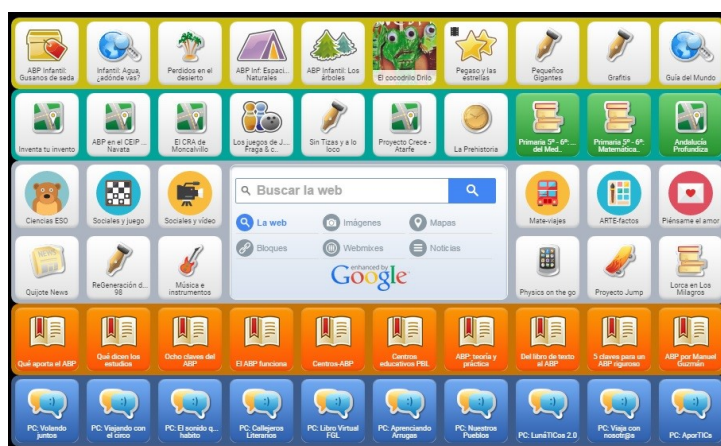 ABP Infantil:
Gusanos de seda
Infantil: Agua,
¿adónde vas?
Perdidos en el
desierto
ABP Inf: Espaci...
Naturales
ABP Infantil: Los
árboles
El cocodrilo Drilo
Pegaso y las
estrellas
Pequeños
Gigantes
Grafitis
Guía del Mundo
Inventa tu invento
ABP en el CEIP ...
Navata
El CRA de
Moncalvillo
Los juegos de J...
Fraga & c..
Sin Tizas y a lo
loco
Proyecto Crece -
Atarfe
La Prehistoria
Primaria 5º - 6º: ...
del Med..
Primaria 5º - 6º:
Matemática..
Andalucía
Profundiza
Ciencias ESO
Sociales y juego
Sociales y vídeo
Buscar la web
La web
Imágenes
Mapas
Bloques
Webmixes
Noticias
enhanced by
Google
Mate-viajes
ARTE-factos
Piénsame el amor
Quijote News
ReGeneración d...
98
Música e
instrumentos
Physics on the go
Proyecto Jump
Lorca en Los
Milagros
Qué aporta el ABP
Qué dicen los
estudios
Ocho claves del
ABP
El ABP funciona
Centros-ABP
Centros
educativos PBL
ABP: teoría y
práctica
Del libro de texto
al ABP
5 claves para un
ABP riguroso
ABP por Manuel
Guzmán
PC: Volando
juntos
PC: Viajando con
el circo
PC: El sonido q...
habito
PC: Callejeros
Literarios
PC: Libro Virtual
FGL
PC: Aprenciando
Arrugas
PC: Nuestros
Pueblos
PC: LunáTICos 2.0
PC: Viaja con
nosotr@s
PC: AporTICa